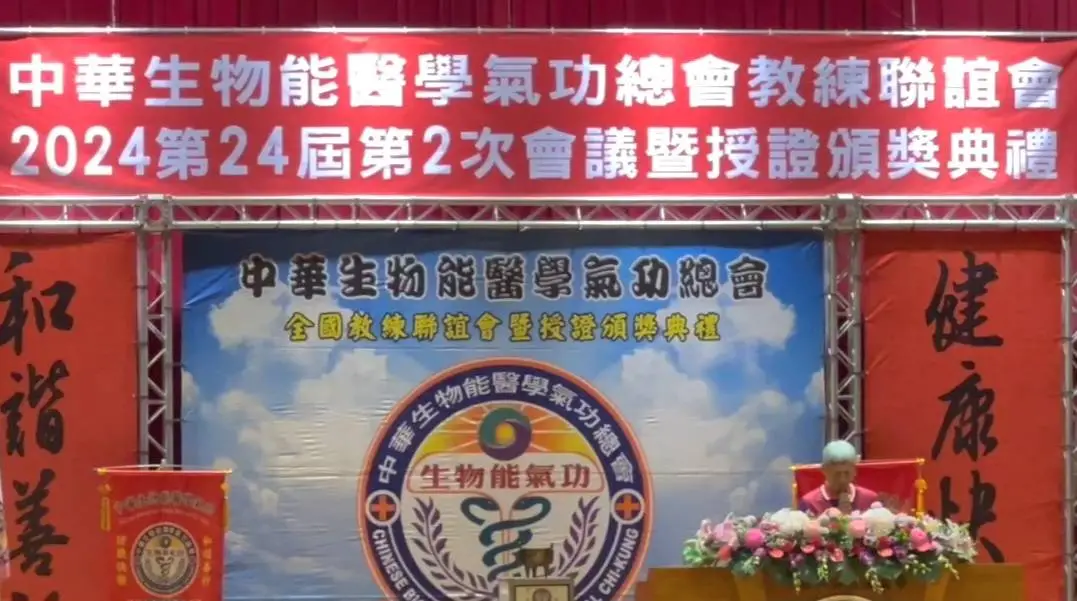 中華生物能醫學氣功總會教練聯誼會
2024第24屆第2次會議暨授證頒獎典禮
中華生物能醫學氣功總會
全國教練聯誼會暨授證頒獎典禮
和諧善
健康快
中華生物能醫學氣功總會
生物能氣功
CHINESE B
L CHI-KUNG